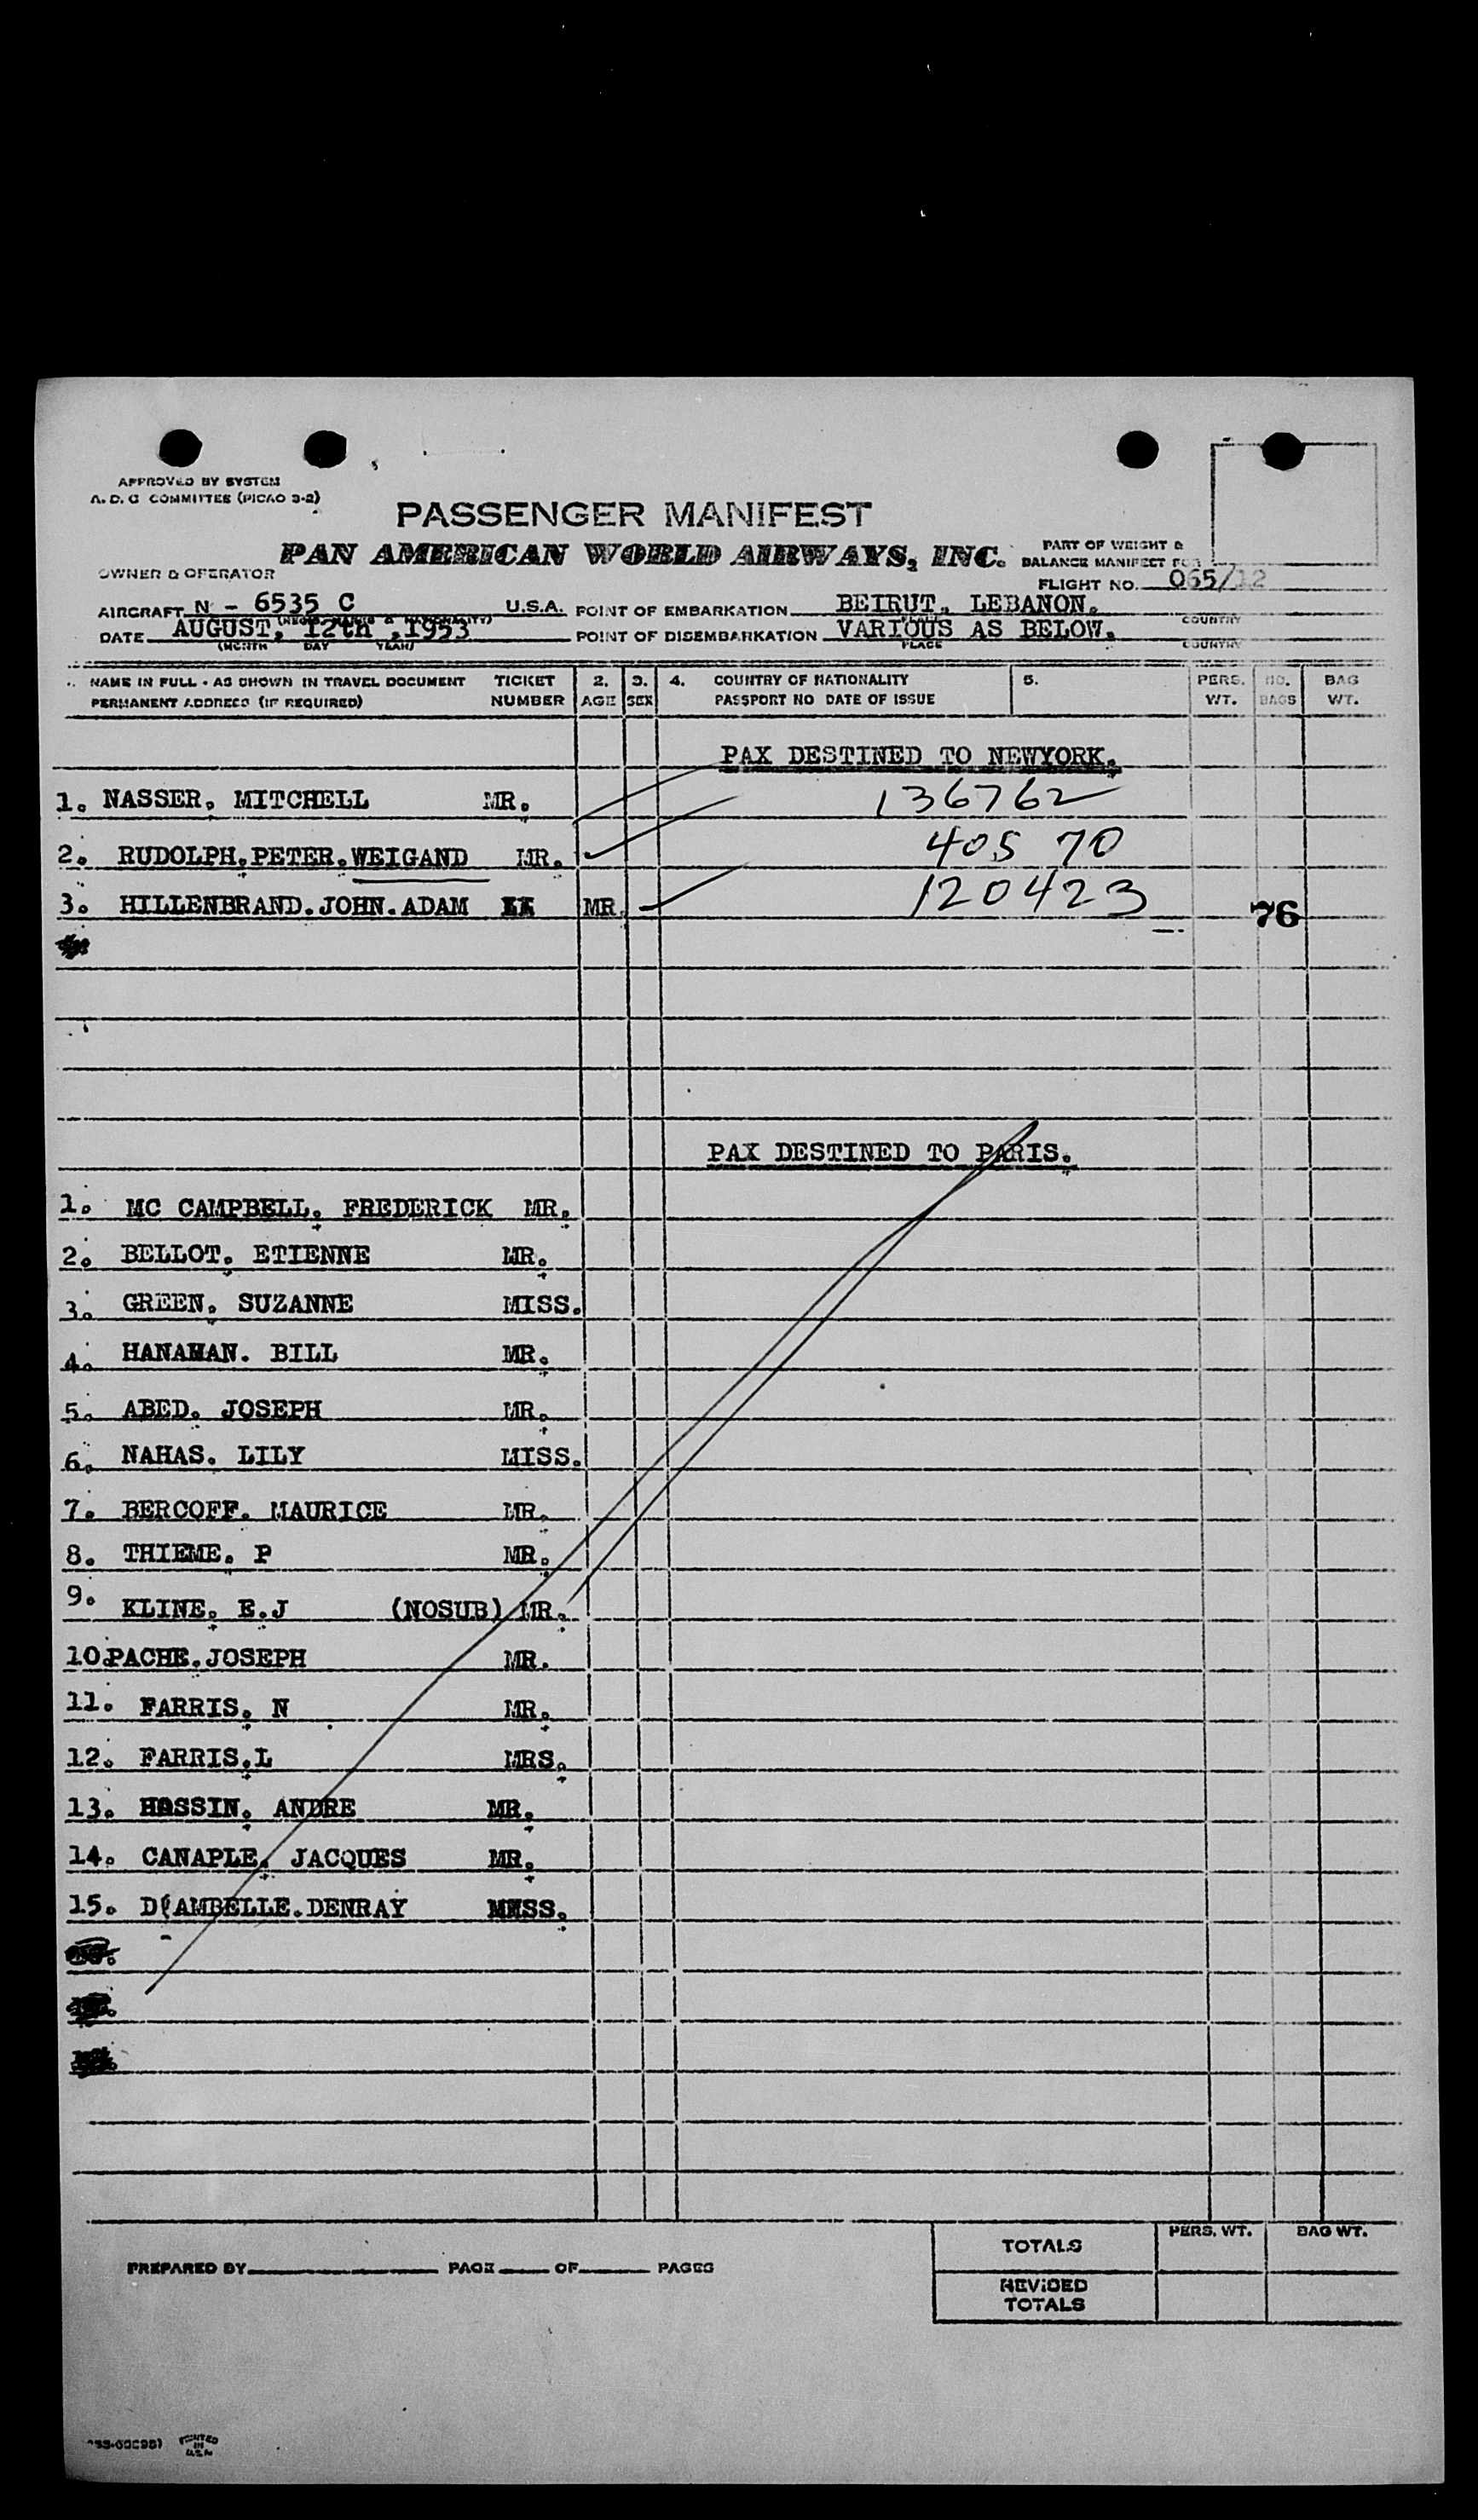 APPROVED BY SYSTEM
A. D. C COMMITTEE (PICAO 3-2)
PASSENGER MANIFEST
PAN AMERICAN WORLD AIRWAYS, INC.
PART OF WEIGHT &
BALANCE MANIFEST FOR
OWNER & OPERATOR
FLIGHT NO. 065/12
AIRCRAFT N - 6535 C U.S.A. POINT OF EMBARKATION BEIRUT. LEBANON.
COUNTRY
DATE AUGUST, 12th ,1953 POINT OF DISEMBARKATION VARIOUS AS BELOW.
(MONTH DAY YEAR) PLACE COUNTRY
NAME IN FULL - AS SHOWN IN TRAVEL DOCUMENT TICKET 2. 3. 4. COUNTRY OF NATIONALITY 5. PERS. NO. BAG
PERMANENT ADDRESS (IF REQUIRED) NUMBER AGE SEX PASSPORT NO DATE OF ISSUE WT. BAGS WT.
PAX DESTINED TO NEWYORK.
1. NASSER. MITCHELL MR. 136762
2. RUDOLPH.PETER.WEIGAND MR. 405 70
3. HILLENBRAND.JOHN.ADAM MR. 120423 76
PAX DESTINED TO PARIS.
1. MC CAMPBELL. FREDERICK MR.
2. BELLOT. ETIENNE MR.
3. GREEN. SUZANNE MISS.
4. HANAHAN. BILL MR.
5. ABED. JOSEPH MR.
6. NAHAS. LILY MISS.
7. BERCOFF. MAURICE MR.
8. THIEME. P MR.
9. KLINE. E.J (NOSUB) MR.
10.PACHE.JOSEPH MR.
11. FARRIS. N MR.
12. FARRIS.L MRS.
13. HOSSIN. ANDRE MR.
14. CANAPLE. JACQUES MR.
15. D'AMBELLE.DENRAY MESS.
TOTALS PERS. WT. BAG WT.
PREPARED BY PAGE OF PAGES
REVISED
TOTALS
PRINTED
IN
U.S.A.